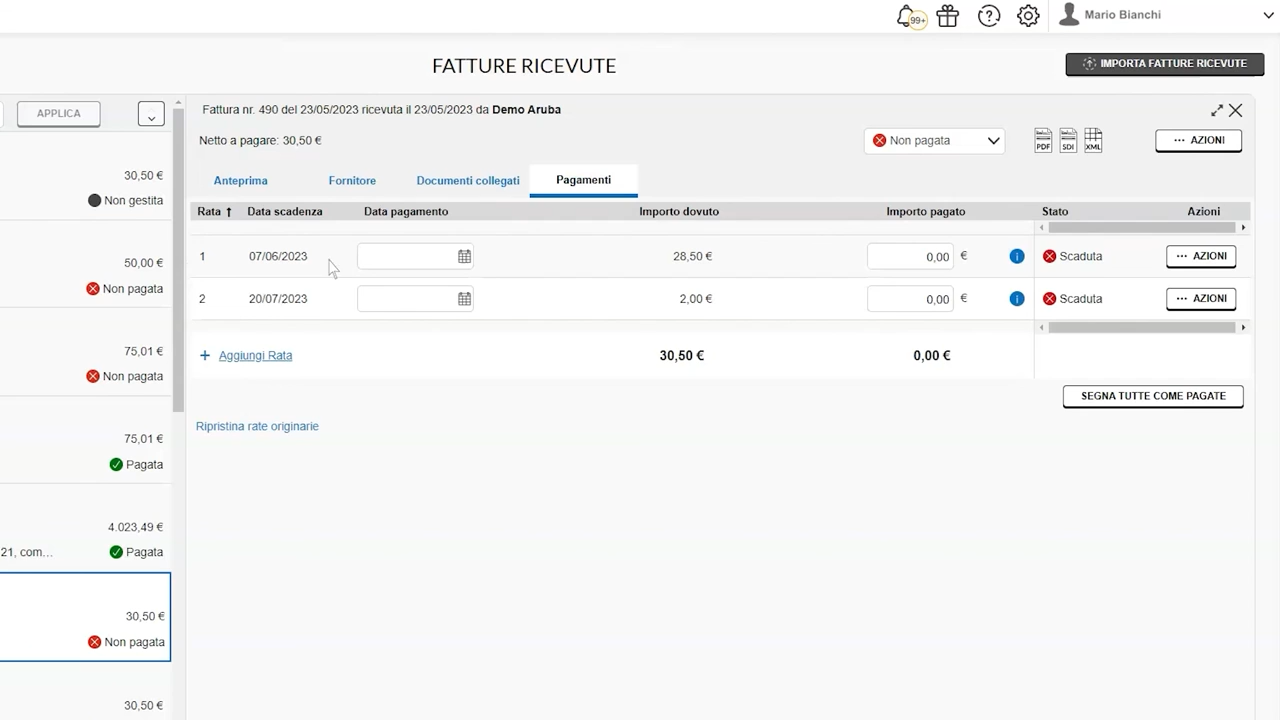 99+
Mario Bianchi
FATTURE RICEVUTE
IMPORTA FATTURE RICEVUTE
APPLICA
30,50 €
Non gestita
50,00 €
Non pagata
75,01 €
Non pagata
75,01 €
Pagata
4.023,49 €
21, com...
Pagata
30,50 €
Non pagata
30,50 €
Fattura nr. 490 del 23/05/2023 ricevuta il 23/05/2023 da Demo Aruba
Netto a pagare: 30,50 €
Non pagata
PDF
SDI
XML
··· AZIONI
Anteprima
Fornitore
Documenti collegati
Pagamenti
Rata ↑ Data scadenza Data pagamento Importo dovuto Importo pagato Stato Azioni
1 07/06/2023 28,50 € 0,00 € i Scaduta ··· AZIONI
2 20/07/2023 2,00 € 0,00 € i Scaduta ··· AZIONI
+ Aggiungi Rata 30,50 € 0,00 €
SEGNA TUTTE COME PAGATE
Ripristina rate originarie